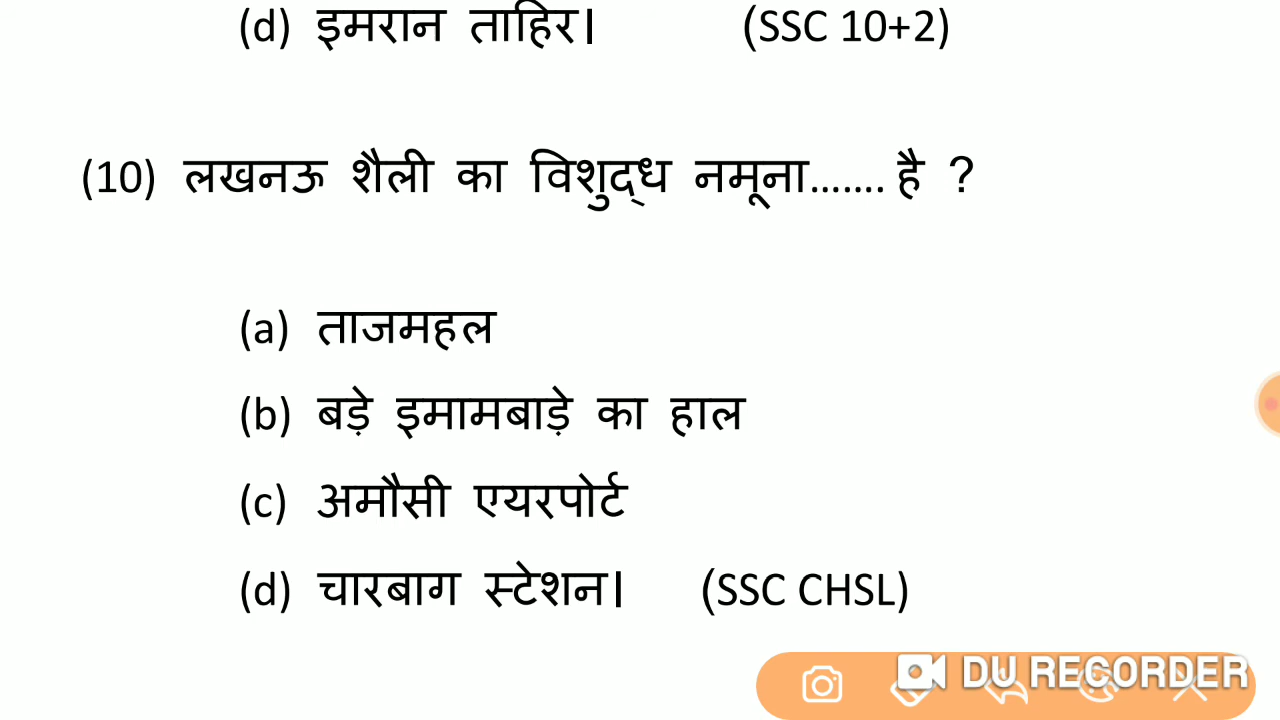 (d) इमरान ताहिर। (SSC 10+2)
(10) लखनऊ शैली का विशुद्ध नमूना....... है ?
(a) ताजमहल
(b) बड़े इमामबाड़े का हाल
(c) अमौसी एयरपोर्ट
(d) चारबाग स्टेशन। (SSC CHSL)
DU RECORDER